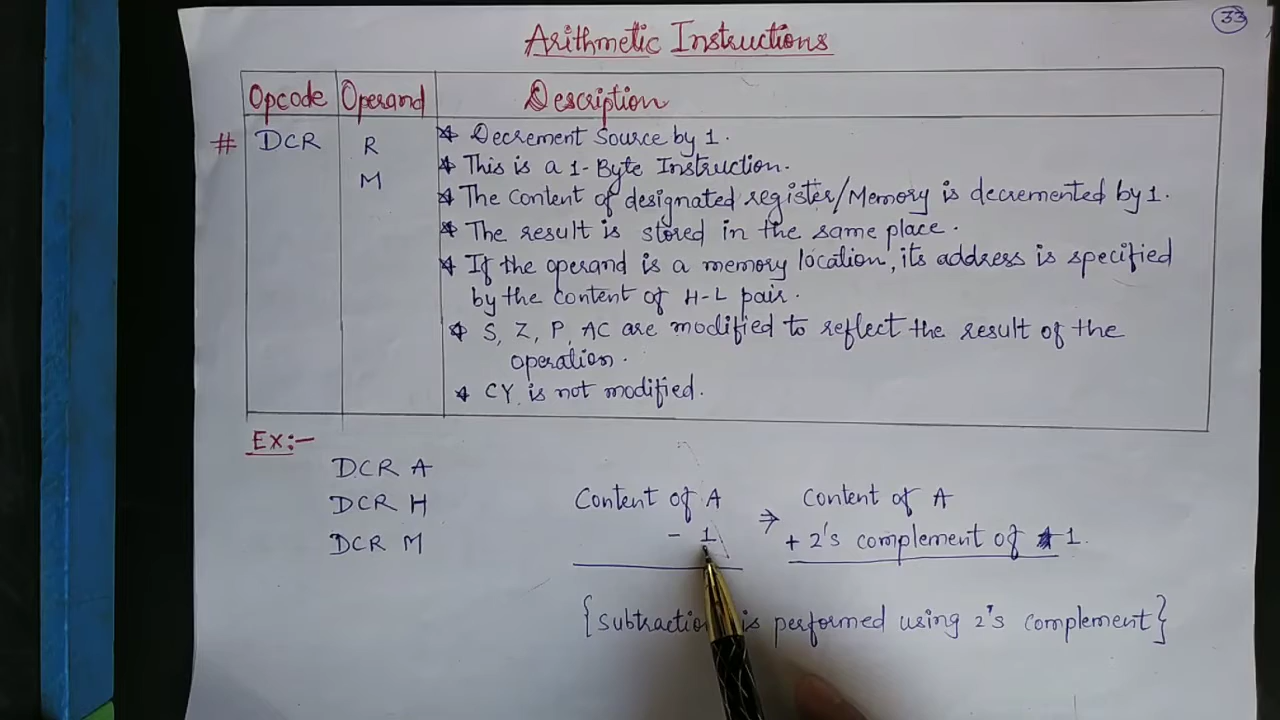 33
Arithmetic Instructions
Opcode Operand Description
# DCR R * Decrement Source by 1.
M * This is a 1-Byte Instruction.
* The content of designated register/Memory is decremented by 1.
* The result is stored in the same place.
* If the operand is a memory location, its address is specified
by the content of H-L pair.
* S, Z, P, AC are modified to reflect the result of the
operation.
* CY is not modified.
Ex:-
DCR A
DCR H
DCR M
Content of A ⇒ Content of A
- 1 + 2's complement of 1.
{Subtraction is performed using 2's complement}